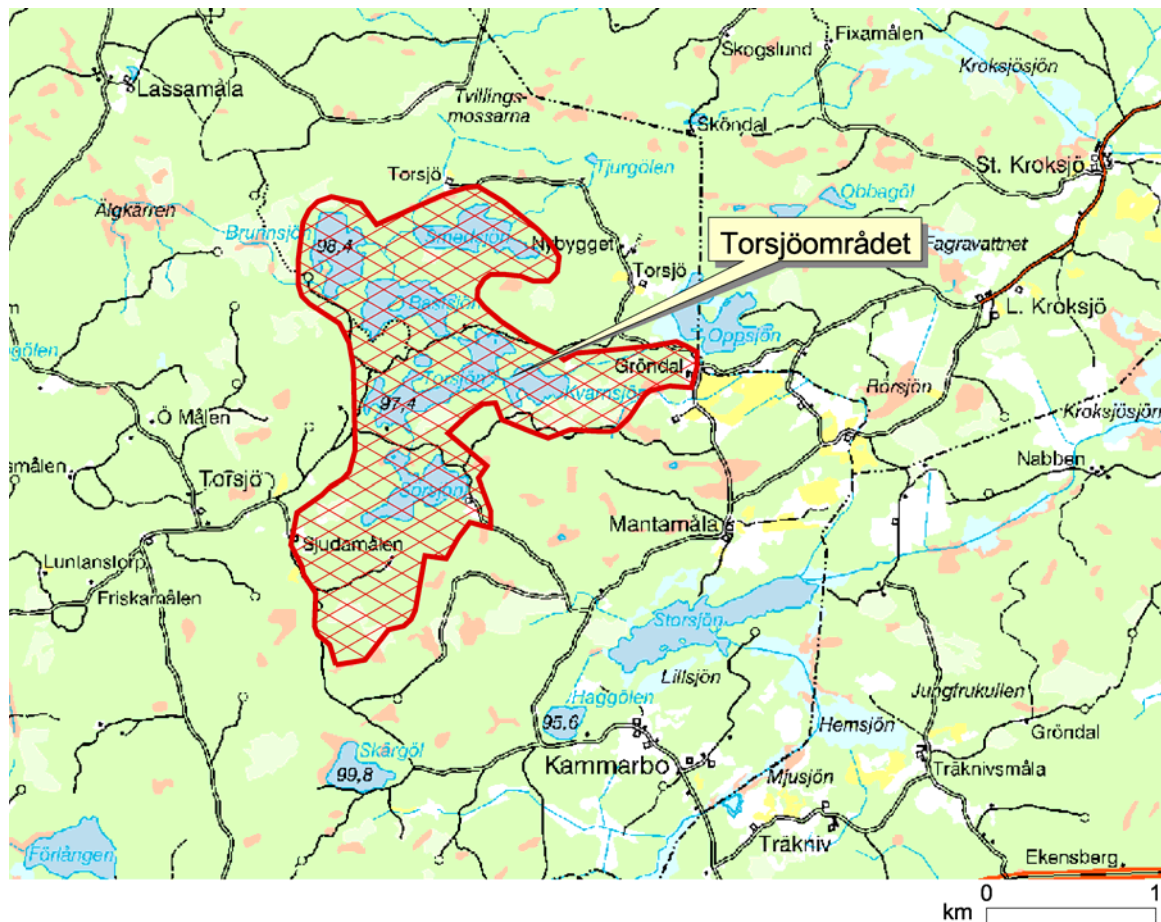 Skogslund
Fixamålen
Kroksjösjön
Lassamåla
Tvillings-
mossarna
Sköndal
St. Kroksjö
Torsjö
Tjurgölen
Obbagöl
Älgkärren
Brunnsjön
98,4
Smedsjön
Nybygget
Torsjöområdet
Fagravattnet
Torsjö
Bastsjön
L. Kroksjö
Oppsjön
Gröndal
Torsjön
Kvarnsjön
97,4
Rörsjön
Kroksjösjön
Ö Målen
Nabben
Torsjö
Sörsjön
Mantamåla
Sjudamålen
Luntanstorp
Friskamålen
Storsjön
Lillsjön
Haggölen
Jungfrukullen
95,6
Hemsjön
Gröndal
Skärgöl
99,8
Kammarbo
Mjusjön
Träknivsmåla
Träkniv
Förlången
Ekensberg
0 1
km